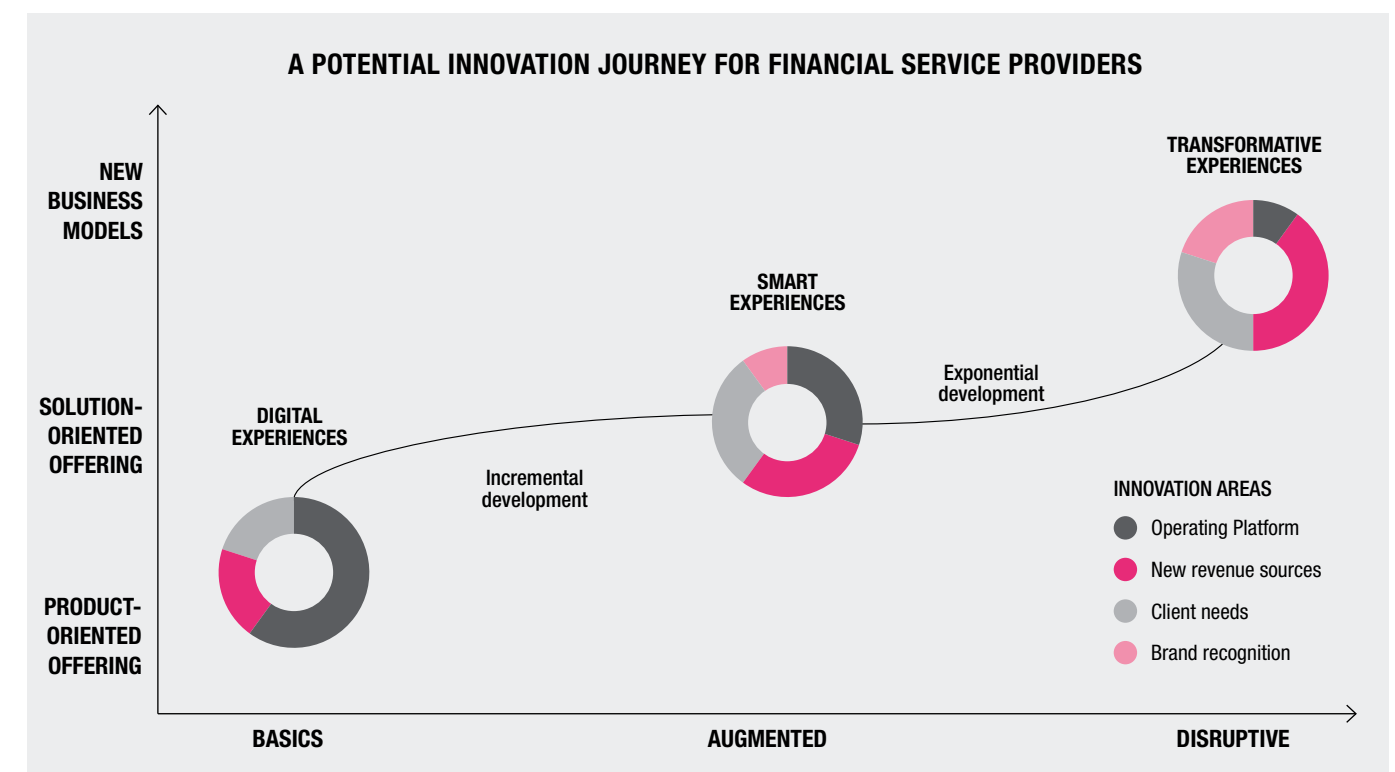 A POTENTIAL INNOVATION JOURNEY FOR FINANCIAL SERVICE PROVIDERS
NEW
BUSINESS
MODELS
SOLUTION-
ORIENTED
OFFERING
PRODUCT-
ORIENTED
OFFERING
DIGITAL
EXPERIENCES
Incremental
development
SMART
EXPERIENCES
Exponential
development
TRANSFORMATIVE
EXPERIENCES
INNOVATION AREAS
Operating Platform
New revenue sources
Client needs
Brand recognition
BASICS
AUGMENTED
DISRUPTIVE